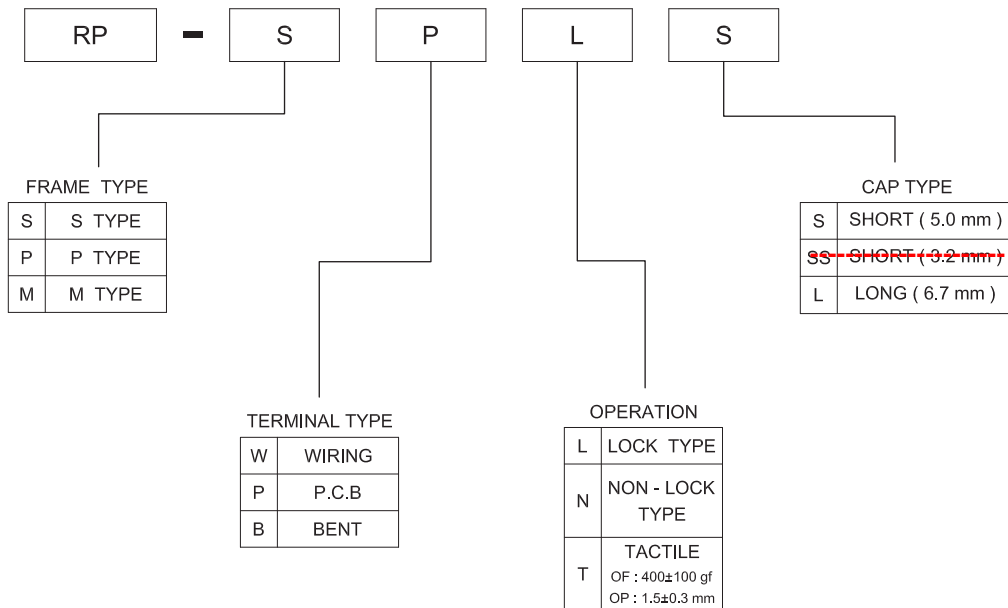 RP - S P L S
FRAME TYPE
S S TYPE
P P TYPE
M M TYPE
CAP TYPE
S SHORT ( 5.0 mm )
SS SHORT ( 3.2 mm )
L LONG ( 6.7 mm )
TERMINAL TYPE
W WIRING
P P.C.B
B BENT
OPERATION
L LOCK TYPE
N NON - LOCK
TYPE
T TACTILE
OF : 400±100 gf
OP : 1.5±0.3 mm